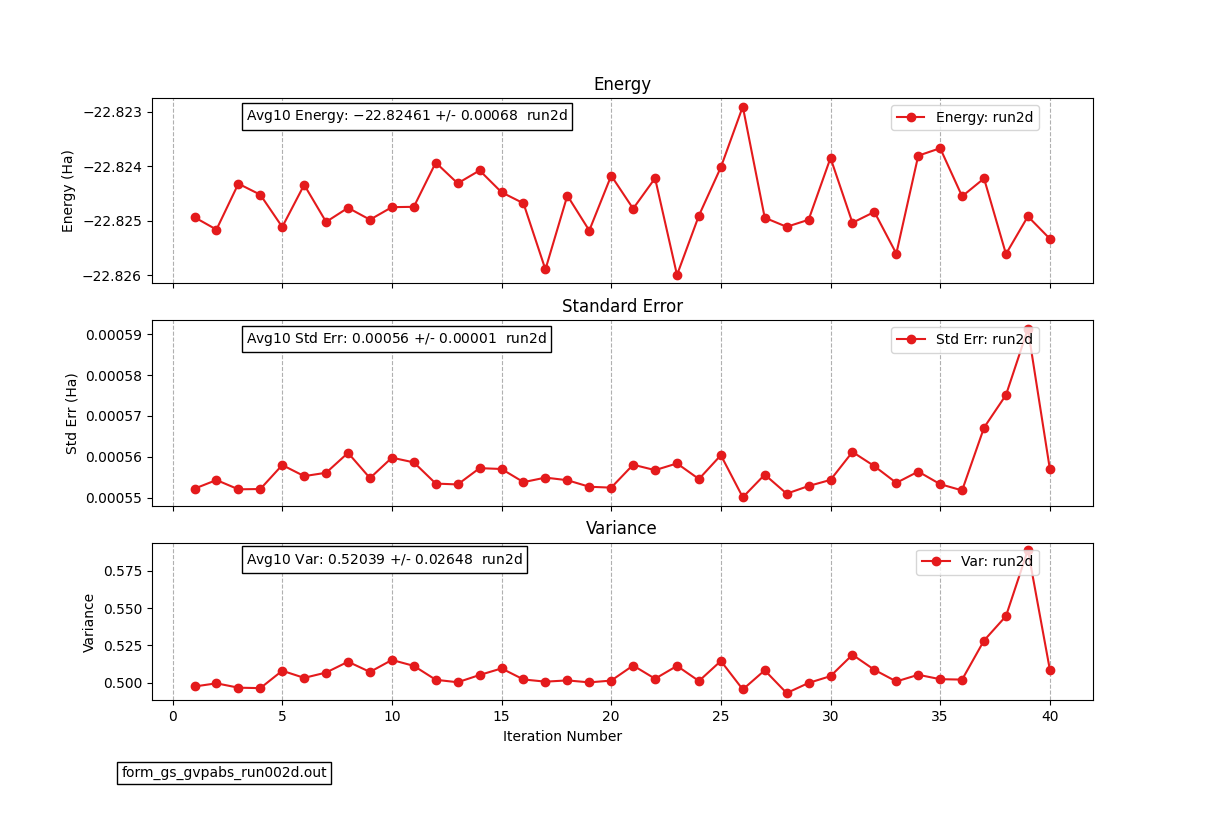 Energy
Avg10 Energy: −22.82461 +/- 0.00068  run2d
Energy: run2d
−22.823
−22.824
−22.825
−22.826
Energy (Ha)
Standard Error
Avg10 Std Err: 0.00056 +/- 0.00001  run2d
Std Err: run2d
0.00059
0.00058
0.00057
0.00056
0.00055
Std Err (Ha)
Variance
Avg10 Var: 0.52039 +/- 0.02648  run2d
Var: run2d
0.575
0.550
0.525
0.500
Variance
0 5 10 15 20 25 30 35 40
Iteration Number
form_gs_gvpabs_run002d.out